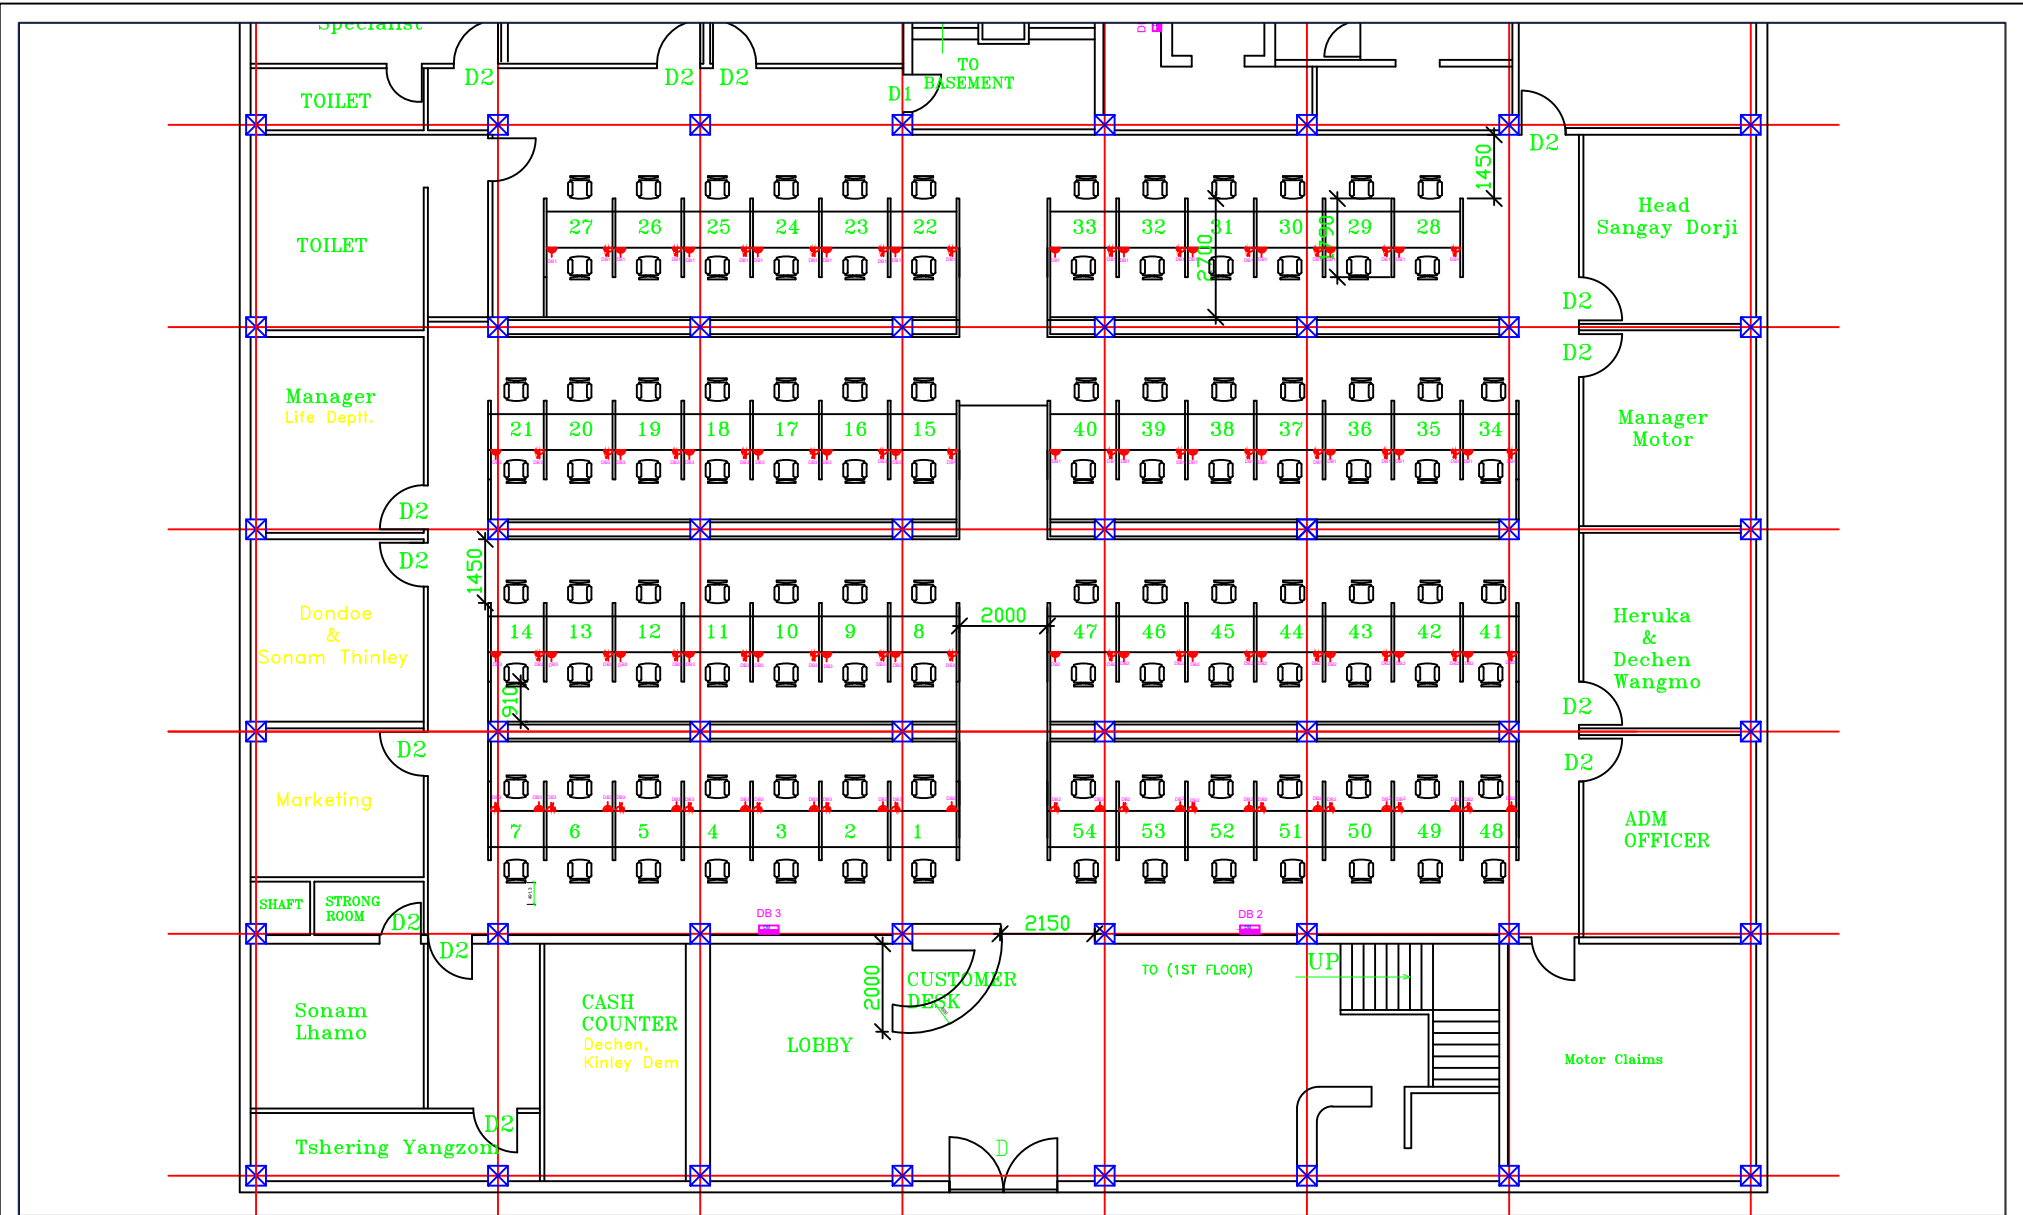 Specialist
D2
D2
D2
TO
BASEMENT
D1
TOILET
D2
1450
27
26
25
24
23
22
33
32
31
30
29
28
Head
Sangay Dorji
TOILET
2700
1790
D2
D2
Manager
Life Deptt.
21
20
19
18
17
16
15
40
39
38
37
36
35
34
Manager
Motor
D2
D2
1450
Dondoe
&
Sonam Thinley
2000
14
13
12
11
10
9
8
47
46
45
44
43
42
41
Heruka
&
Dechen
Wangmo
910
D2
D2
D2
Marketing
7
6
5
4
3
2
1
54
53
52
51
50
49
48
ADM
OFFICER
SHAFT
STRONG
ROOM
D2
DB 3
DB 2
2150
D2
TO (1ST FLOOR)
UP
2000
CUSTOMER
DESK
Sonam
Lhamo
CASH
COUNTER
Dechen,
Kinley Dem
LOBBY
Motor Claims
D2
Tshering Yangzom
D